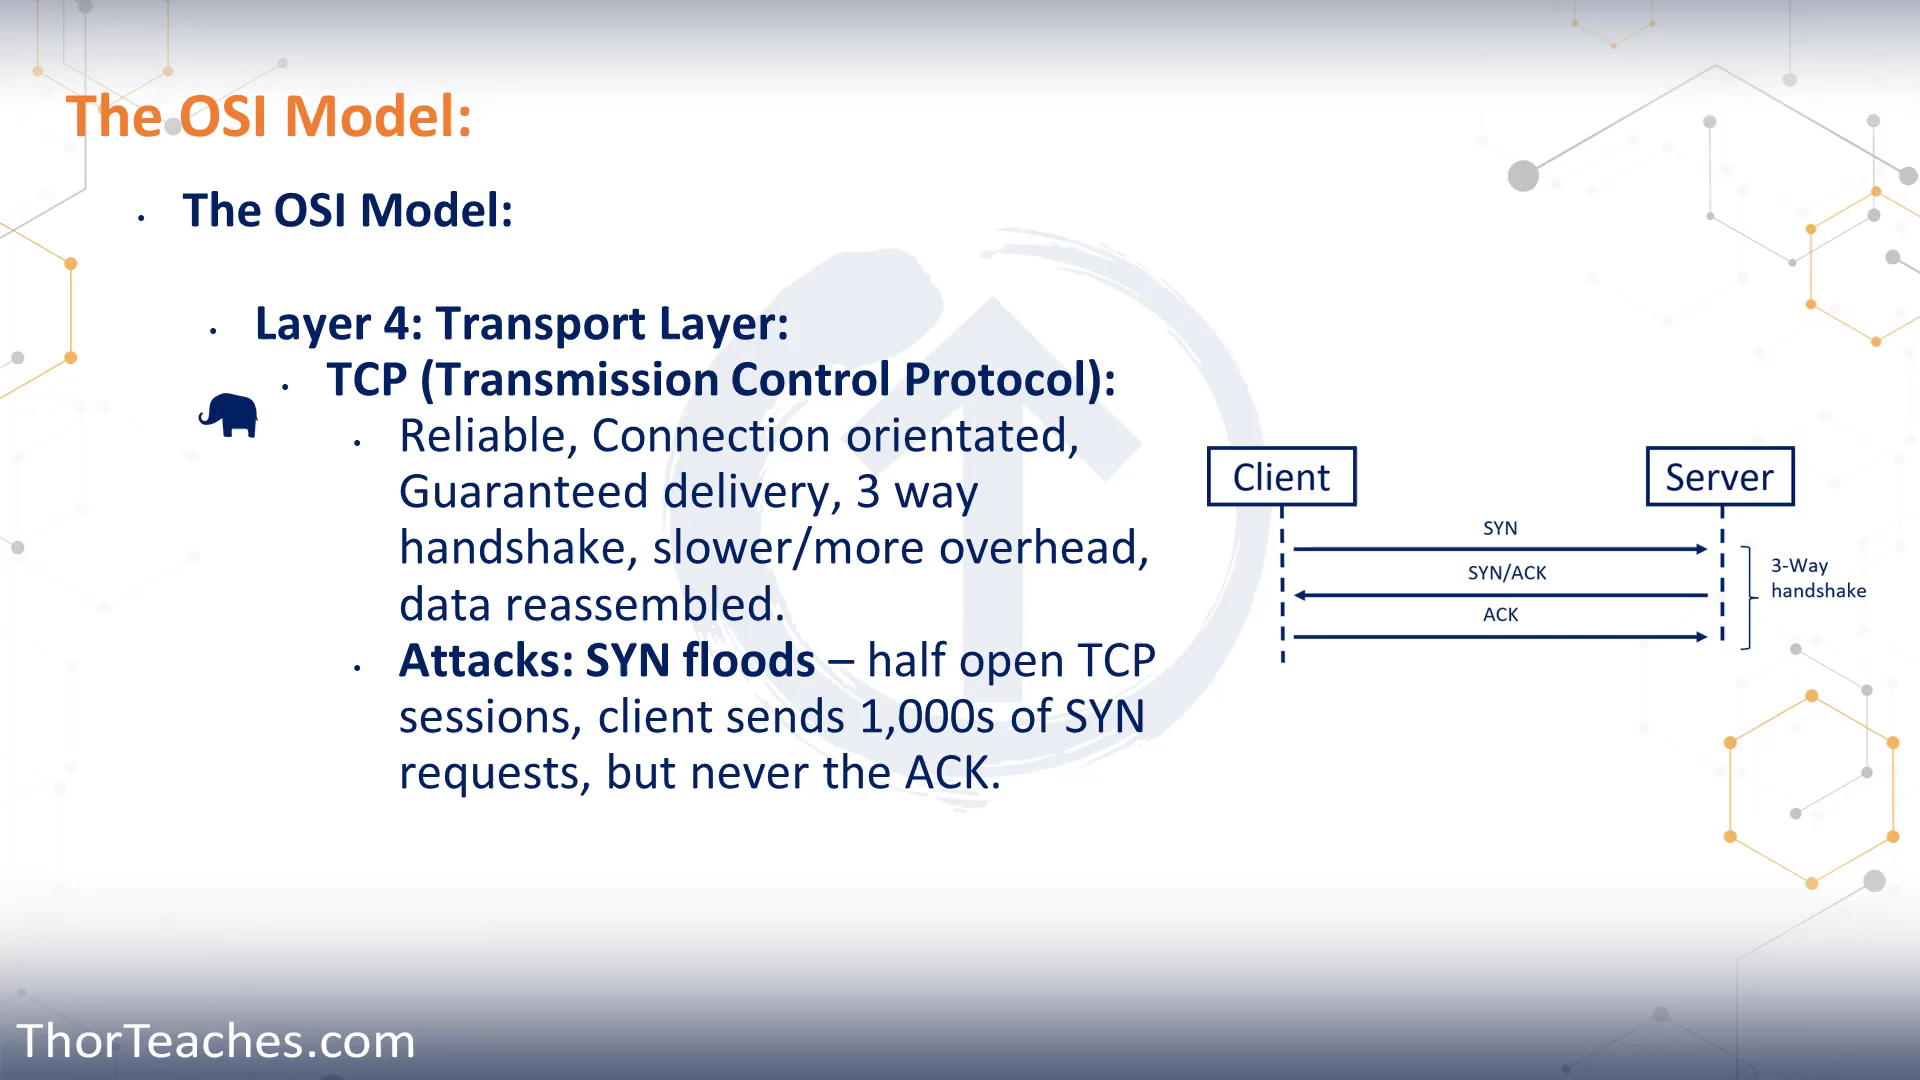 The OSI Model:
The OSI Model:
Layer 4: Transport Layer:
TCP (Transmission Control Protocol):
Reliable, Connection orientated,
Guaranteed delivery, 3 way
handshake, slower/more overhead,
data reassembled.
Attacks: SYN floods – half open TCP
sessions, client sends 1,000s of SYN
requests, but never the ACK.
Client
Server
SYN
SYN/ACK
ACK
3-Way
handshake
ThorTeaches.com